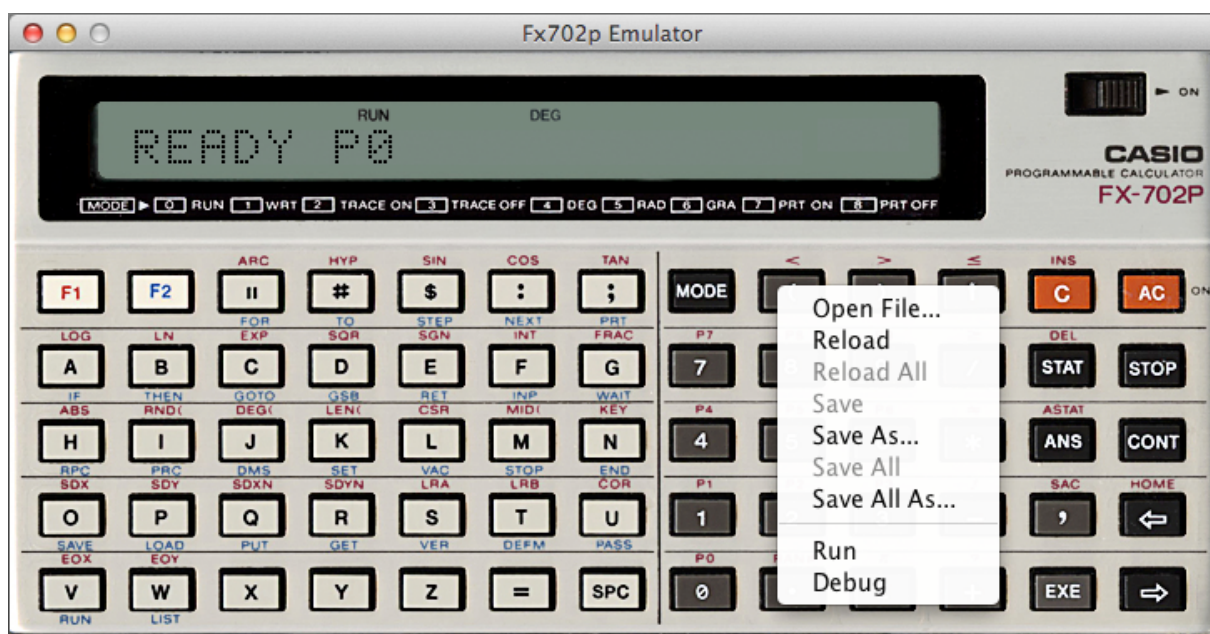 Fx702p Emulator
RUN DEG
READY P0
ON
CASIO
PROGRAMMABLE CALCULATOR
FX-702P
MODE 0 RUN 1 WRT 2 TRACE ON 3 TRACE OFF 4 DEG 5 RAD 6 GRA 7 PRT ON 8 PRT OFF
ARC HYP SIN COS TAN < > ≤ INS
F1 F2 " # $ : ; MODE C AC ON
FOR TO STEP NEXT PRT
LOG LN EXP SQR SGN INT FRAC P7 DEL
A B C D E F G 7 STAT STOP
IF THEN GOTO GSB RET INP WAIT
ABS RND( DEG( LEN( CSR MID( KEY P4 ASTAT
H I J K L M N 4 ANS CONT
RPC PRC DMS SET VAC STOP END
SDX SDY SDXN SDYN LRA LRB COR P1 SAC HOME
O P Q R S T U 1 , ⇦
SAVE LOAD PUT GET VER DEFM PASS
EOX EOY P0
V W X Y Z = SPC 0 EXE ⇨
RUN LIST
Open File...
Reload
Reload All
Save
Save As...
Save All
Save All As...
Run
Debug